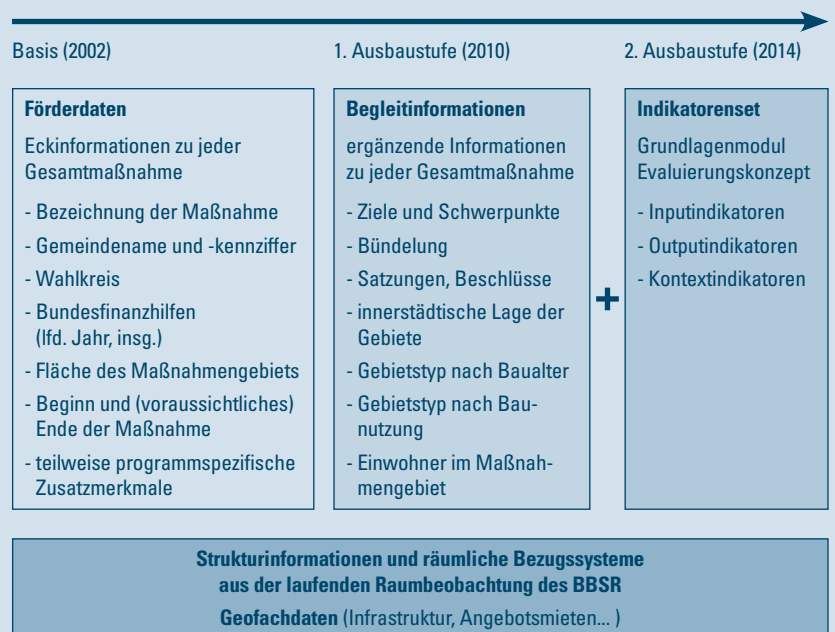 Basis (2002)
1. Ausbaustufe (2010)
2. Ausbaustufe (2014)
Förderdaten
Eckinformationen zu jeder
Gesamtmaßnahme
- Bezeichnung der Maßnahme
- Gemeindename und -kennziffer
- Wahlkreis
- Bundesfinanzhilfen
(lfd. Jahr, insg.)
- Fläche des Maßnahmengebiets
- Beginn und (voraussichtliches)
Ende der Maßnahme
- teilweise programmspezifische
Zusatzmerkmale
Begleitinformationen
ergänzende Informationen
zu jeder Gesamtmaßnahme
- Ziele und Schwerpunkte
- Bündelung
- Satzungen, Beschlüsse
- innerstädtische Lage der
Gebiete
- Gebietstyp nach Baualter
- Gebietstyp nach Bau-
nutzung
- Einwohner im Maßnah-
mengebiet
+
Indikatorenset
Grundlagenmodul
Evaluierungskonzept
- Inputindikatoren
- Outputindikatoren
- Kontextindikatoren
Strukturinformationen und räumliche Bezugssysteme
aus der laufenden Raumbeobachtung des BBSR
Geofachdaten (Infrastruktur, Angebotsmieten... )